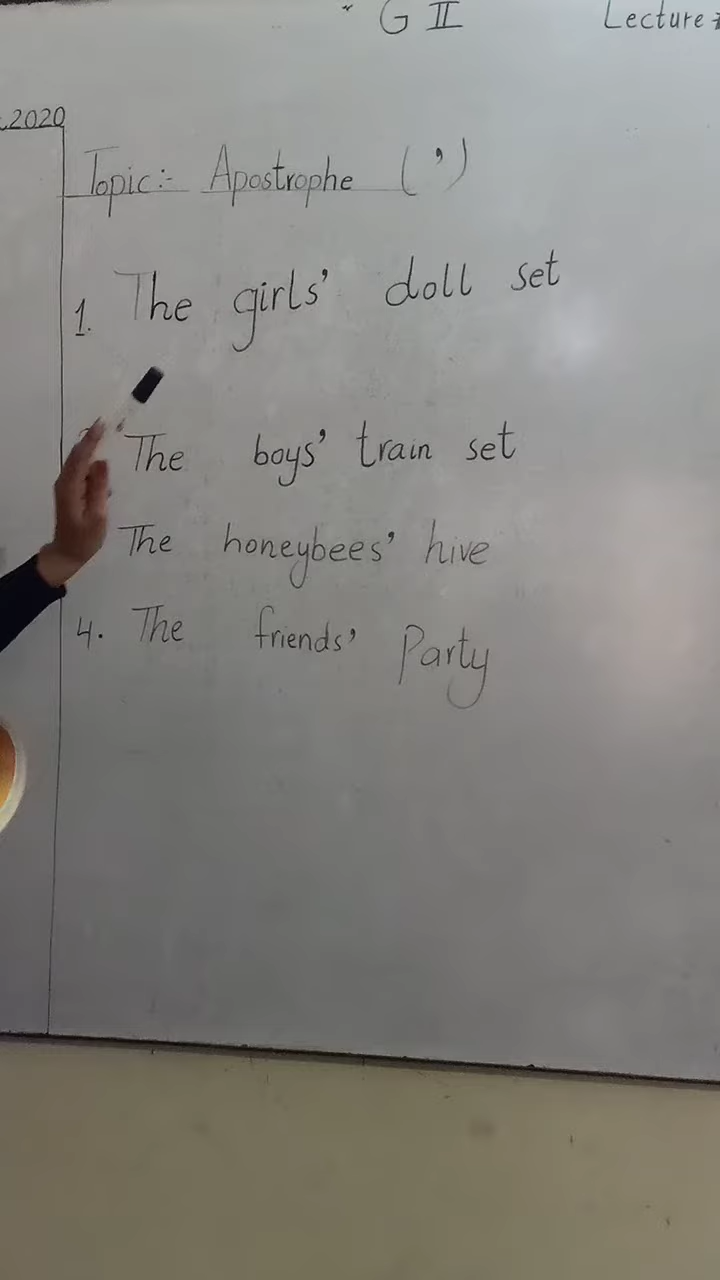 G II Lecture
2020
Topic:- Apostrophe (')
1. The girls' doll set
The boys' train set
The honeybees' hive
4. The friends' Party